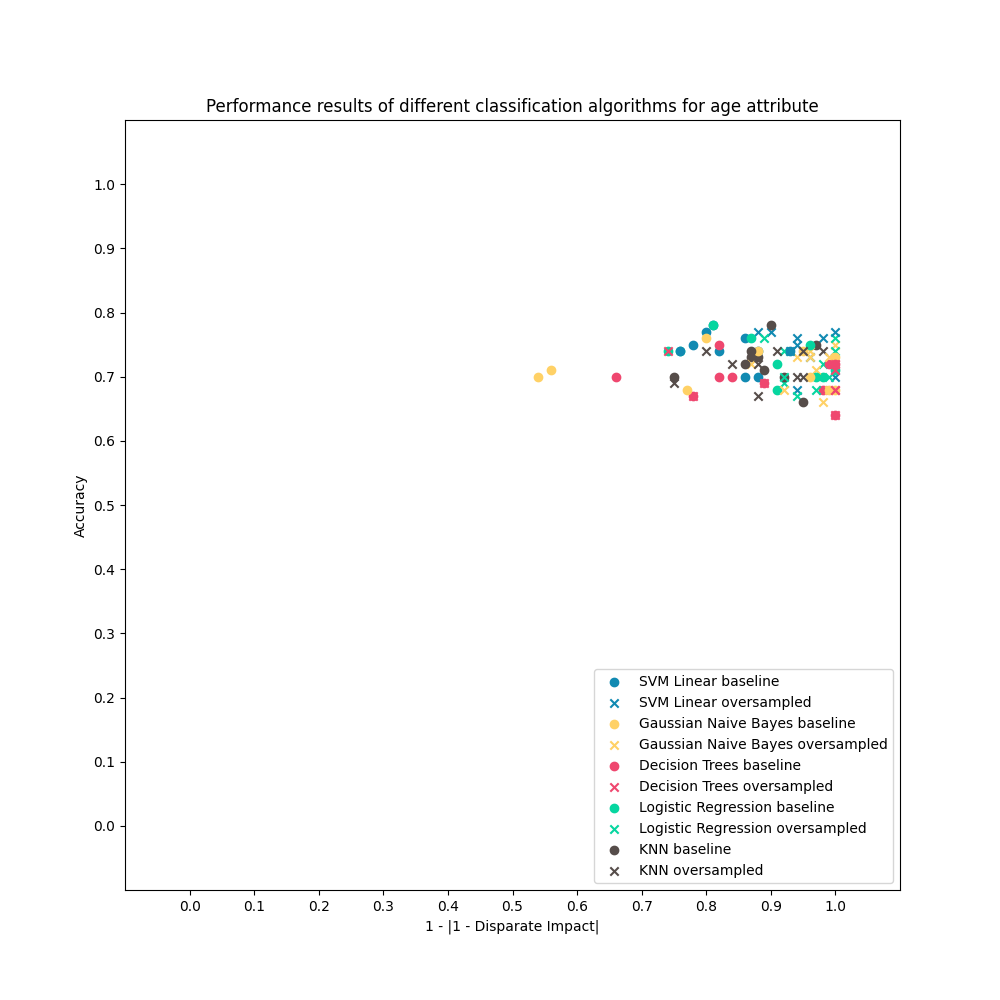 Performance results of different classification algorithms for age attribute
1.0
0.9
0.8
0.7
0.6
0.5
0.4
0.3
0.2
0.1
0.0
Accuracy
SVM Linear baseline
SVM Linear oversampled
Gaussian Naive Bayes baseline
Gaussian Naive Bayes oversampled
Decision Trees baseline
Decision Trees oversampled
Logistic Regression baseline
Logistic Regression oversampled
KNN baseline
KNN oversampled
0.0 0.1 0.2 0.3 0.4 0.5 0.6 0.7 0.8 0.9 1.0
1 - |1 - Disparate Impact|